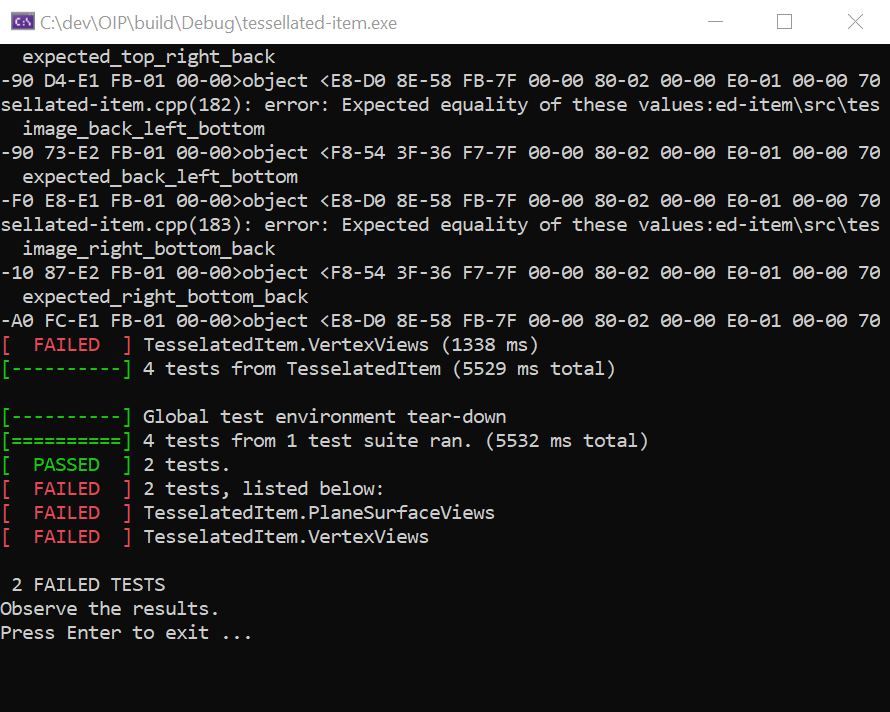 C:\dev\OIP\build\Debug\tessellated-item.exe
expected_top_right_back
-90 D4-E1 FB-01 00-00>object <E8-D0 8E-58 FB-7F 00-00 80-02 00-00 E0-01 00-00 70
sellated-item.cpp(182): error: Expected equality of these values:ed-item\src\tes
image_back_left_bottom
-90 73-E2 FB-01 00-00>object <F8-54 3F-36 F7-7F 00-00 80-02 00-00 E0-01 00-00 70
expected_back_left_bottom
-F0 E8-E1 FB-01 00-00>object <E8-D0 8E-58 FB-7F 00-00 80-02 00-00 E0-01 00-00 70
sellated-item.cpp(183): error: Expected equality of these values:ed-item\src\tes
image_right_bottom_back
-10 87-E2 FB-01 00-00>object <F8-54 3F-36 F7-7F 00-00 80-02 00-00 E0-01 00-00 70
expected_right_bottom_back
-A0 FC-E1 FB-01 00-00>object <E8-D0 8E-58 FB-7F 00-00 80-02 00-00 E0-01 00-00 70
[  FAILED  ] TesselatedItem.VertexViews (1338 ms)
[----------] 4 tests from TesselatedItem (5529 ms total)
[----------] Global test environment tear-down
[==========] 4 tests from 1 test suite ran. (5532 ms total)
[  PASSED  ] 2 tests.
[  FAILED  ] 2 tests, listed below:
[  FAILED  ] TesselatedItem.PlaneSurfaceViews
[  FAILED  ] TesselatedItem.VertexViews
2 FAILED TESTS
Observe the results.
Press Enter to exit ...